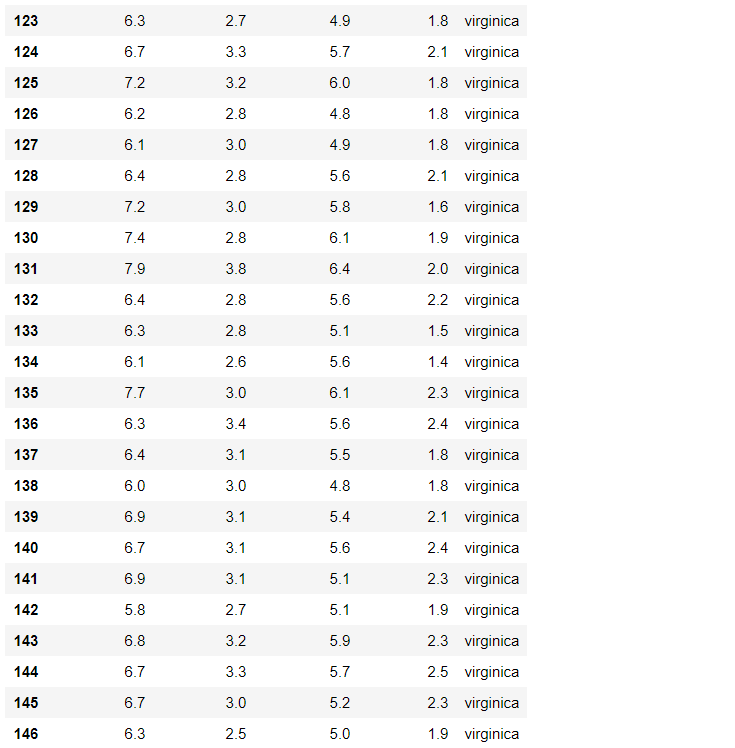 123 6.3 2.7 4.9 1.8 virginica
124 6.7 3.3 5.7 2.1 virginica
125 7.2 3.2 6.0 1.8 virginica
126 6.2 2.8 4.8 1.8 virginica
127 6.1 3.0 4.9 1.8 virginica
128 6.4 2.8 5.6 2.1 virginica
129 7.2 3.0 5.8 1.6 virginica
130 7.4 2.8 6.1 1.9 virginica
131 7.9 3.8 6.4 2.0 virginica
132 6.4 2.8 5.6 2.2 virginica
133 6.3 2.8 5.1 1.5 virginica
134 6.1 2.6 5.6 1.4 virginica
135 7.7 3.0 6.1 2.3 virginica
136 6.3 3.4 5.6 2.4 virginica
137 6.4 3.1 5.5 1.8 virginica
138 6.0 3.0 4.8 1.8 virginica
139 6.9 3.1 5.4 2.1 virginica
140 6.7 3.1 5.6 2.4 virginica
141 6.9 3.1 5.1 2.3 virginica
142 5.8 2.7 5.1 1.9 virginica
143 6.8 3.2 5.9 2.3 virginica
144 6.7 3.3 5.7 2.5 virginica
145 6.7 3.0 5.2 2.3 virginica
146 6.3 2.5 5.0 1.9 virginica